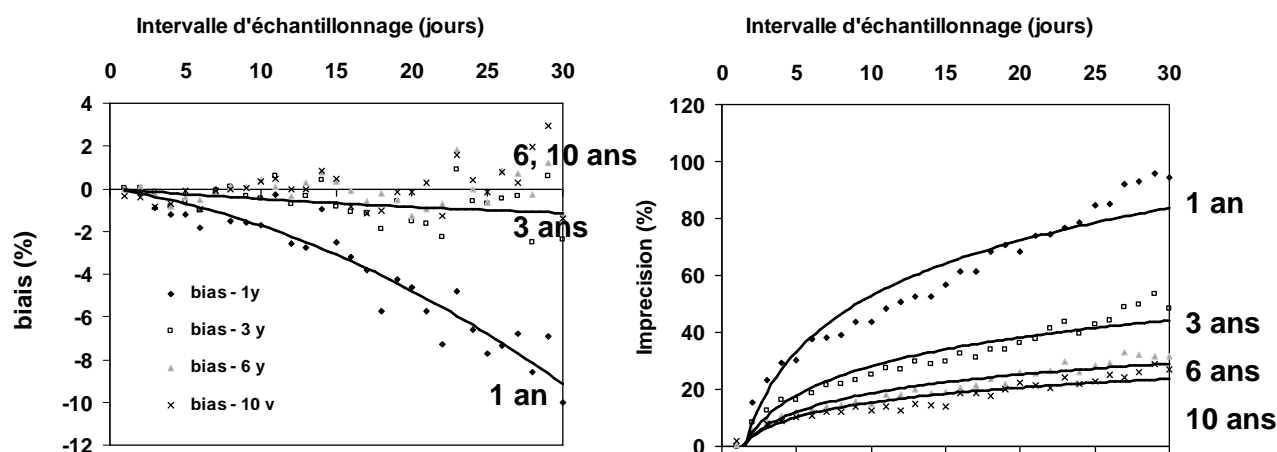 Intervalle d'échantillonnage (jours)
0 5 10 15 20 25 30
biais (%)
4
2
0
-2
-4
-6
-8
-10
-12
6, 10 ans
3 ans
1 an
bias - 1y
bias - 3 y
bias - 6 y
bias - 10 v
Intervalle d'échantillonnage (jours)
0 5 10 15 20 25 30
Imprecision (%)
120
100
80
60
40
20
0
1 an
3 ans
6 ans
10 ans